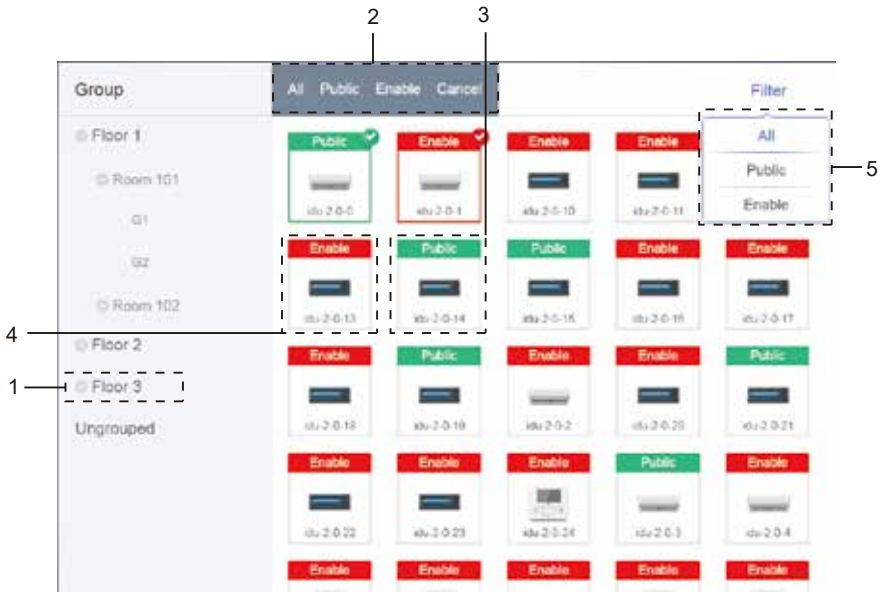 2
3
Group
All Public Enable Cancel
Filter
All
Public
Enable
5
Floor 1
Room 101
G1
G2
Room 102
Floor 2
Floor 3
Ungrouped
4
1
Public Enable Enable Enable
idu-2-0-0 idu-2-0-1 idu-2-0-10 idu-2-0-11
Enable Public Public Enable Enable
idu-2-0-13 idu-2-0-14 idu-2-0-15 idu-2-0-16 idu-2-0-17
Enable Public Enable Enable Public
idu-2-0-18 idu-2-0-19 idu-2-0-2 idu-2-0-20 idu-2-0-21
Enable Enable Enable Public Enable
idu-2-0-22 idu-2-0-23 idu-2-0-24 idu-2-0-3 idu-2-0-4
Enable Enable Enable Enable Enable